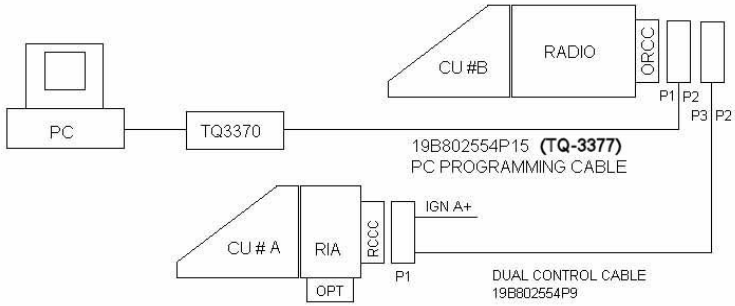 CU #B
RADIO
ORCC
P1 P2
P3 P2
PC
TQ3370
19B802554P15 (TQ-3377)
PC PROGRAMMING CABLE
IGN A+
CU # A
RIA
RCCC
P1
OPT
DUAL CONTROL CABLE
19B802554P9